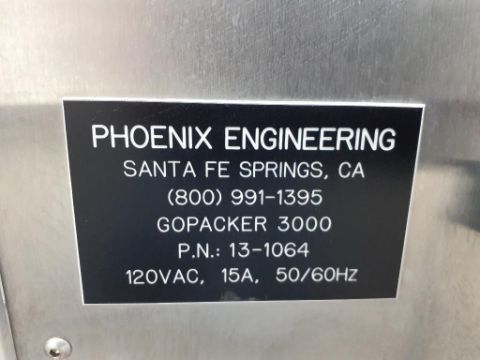 PHOENIX ENGINEERING
SANTA FE SPRINGS, CA
(800) 991-1395
GOPACKER 3000
P.N.: 13-1064
120VAC, 15A, 50/60HZ